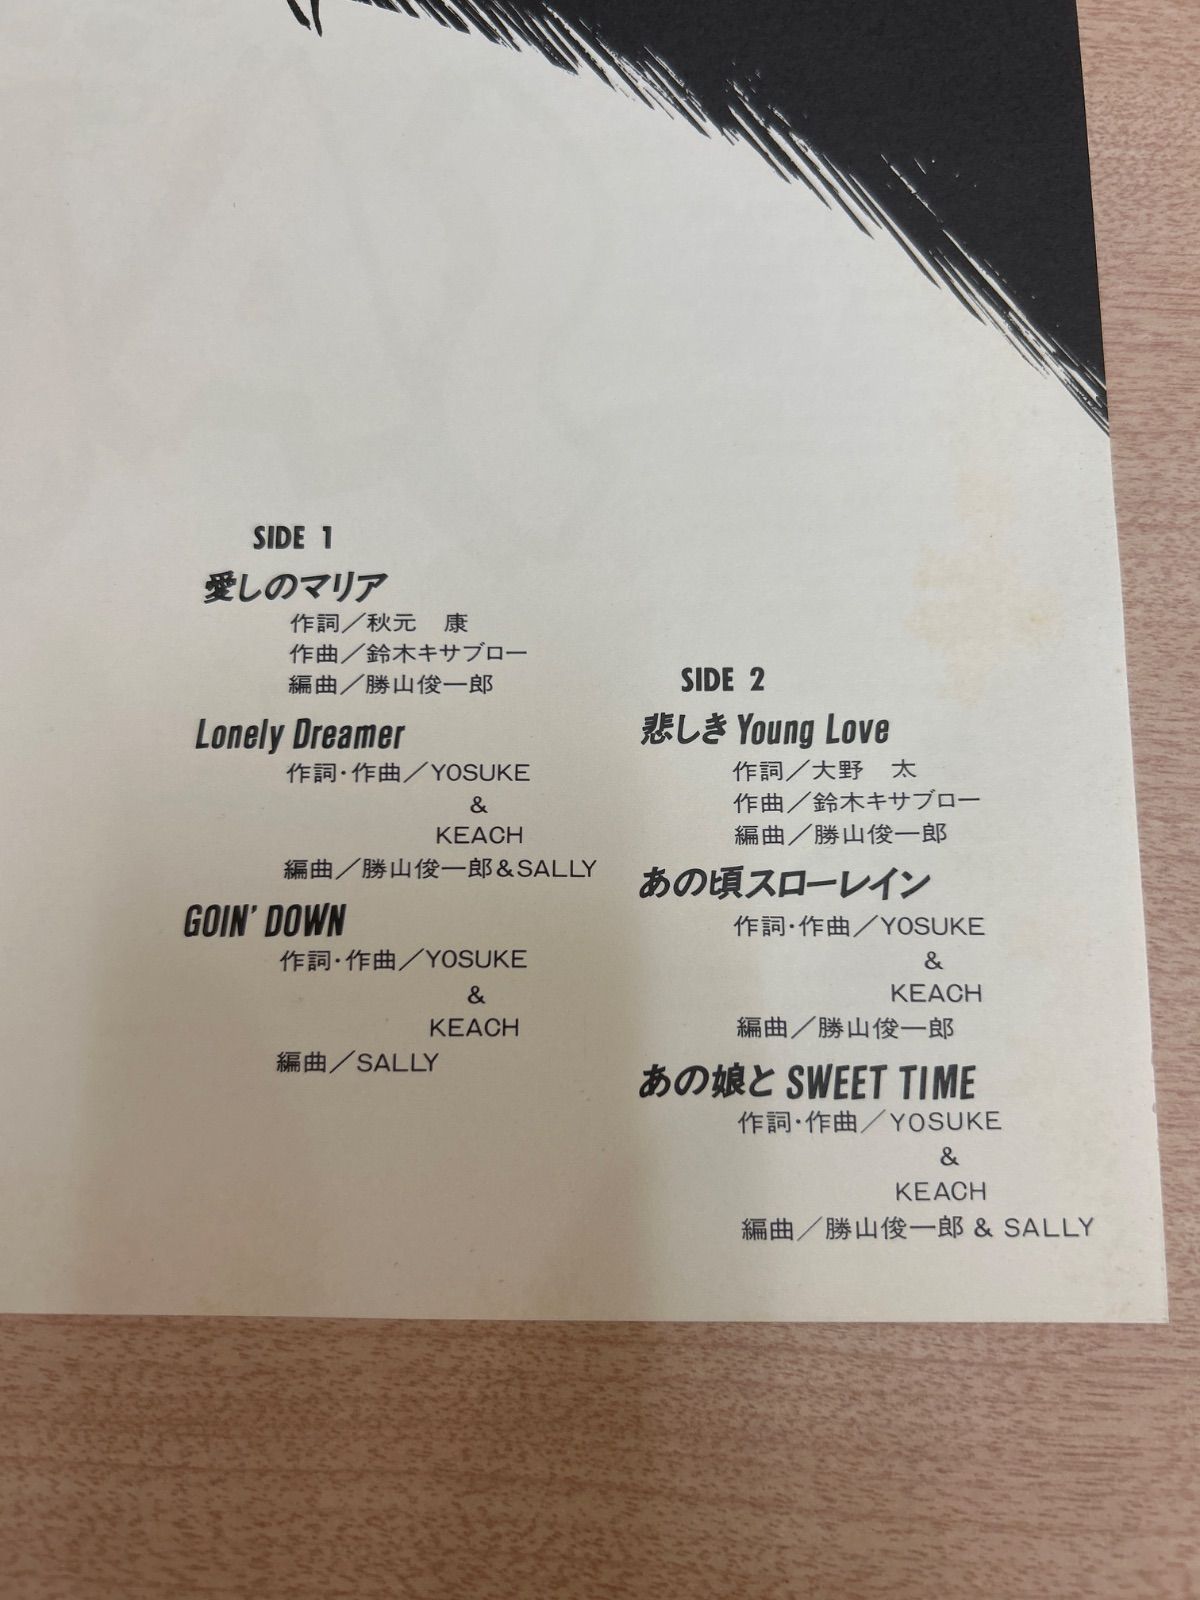 SIDE 1
愛しのマリア
作詞／秋元 康
作曲／鈴木キサブロー
編曲／勝山俊一郎
Lonely Dreamer
作詞・作曲／YOSUKE
&
KEACH
編曲／勝山俊一郎&SALLY
GOIN' DOWN
作詞・作曲／YOSUKE
&
KEACH
編曲／SALLY
SIDE 2
悲しき Young Love
作詞／大野 太
作曲／鈴木キサブロー
編曲／勝山俊一郎
あの頃スローレイン
作詞・作曲／YOSUKE
&
KEACH
編曲／勝山俊一郎
あの娘と SWEET TIME
作詞・作曲／YOSUKE
&
KEACH
編曲／勝山俊一郎 & SALLY